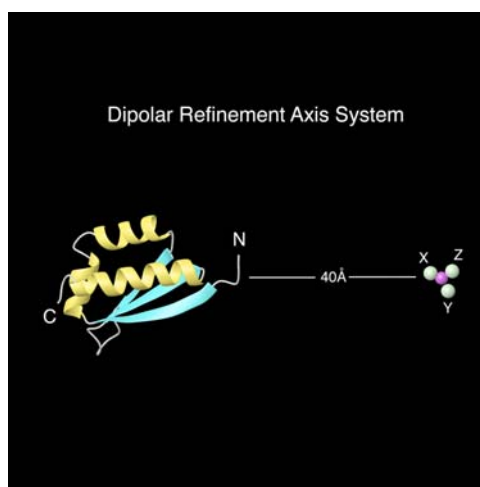 Dipolar Refinement Axis System
N
X Z
40Å
Y
C